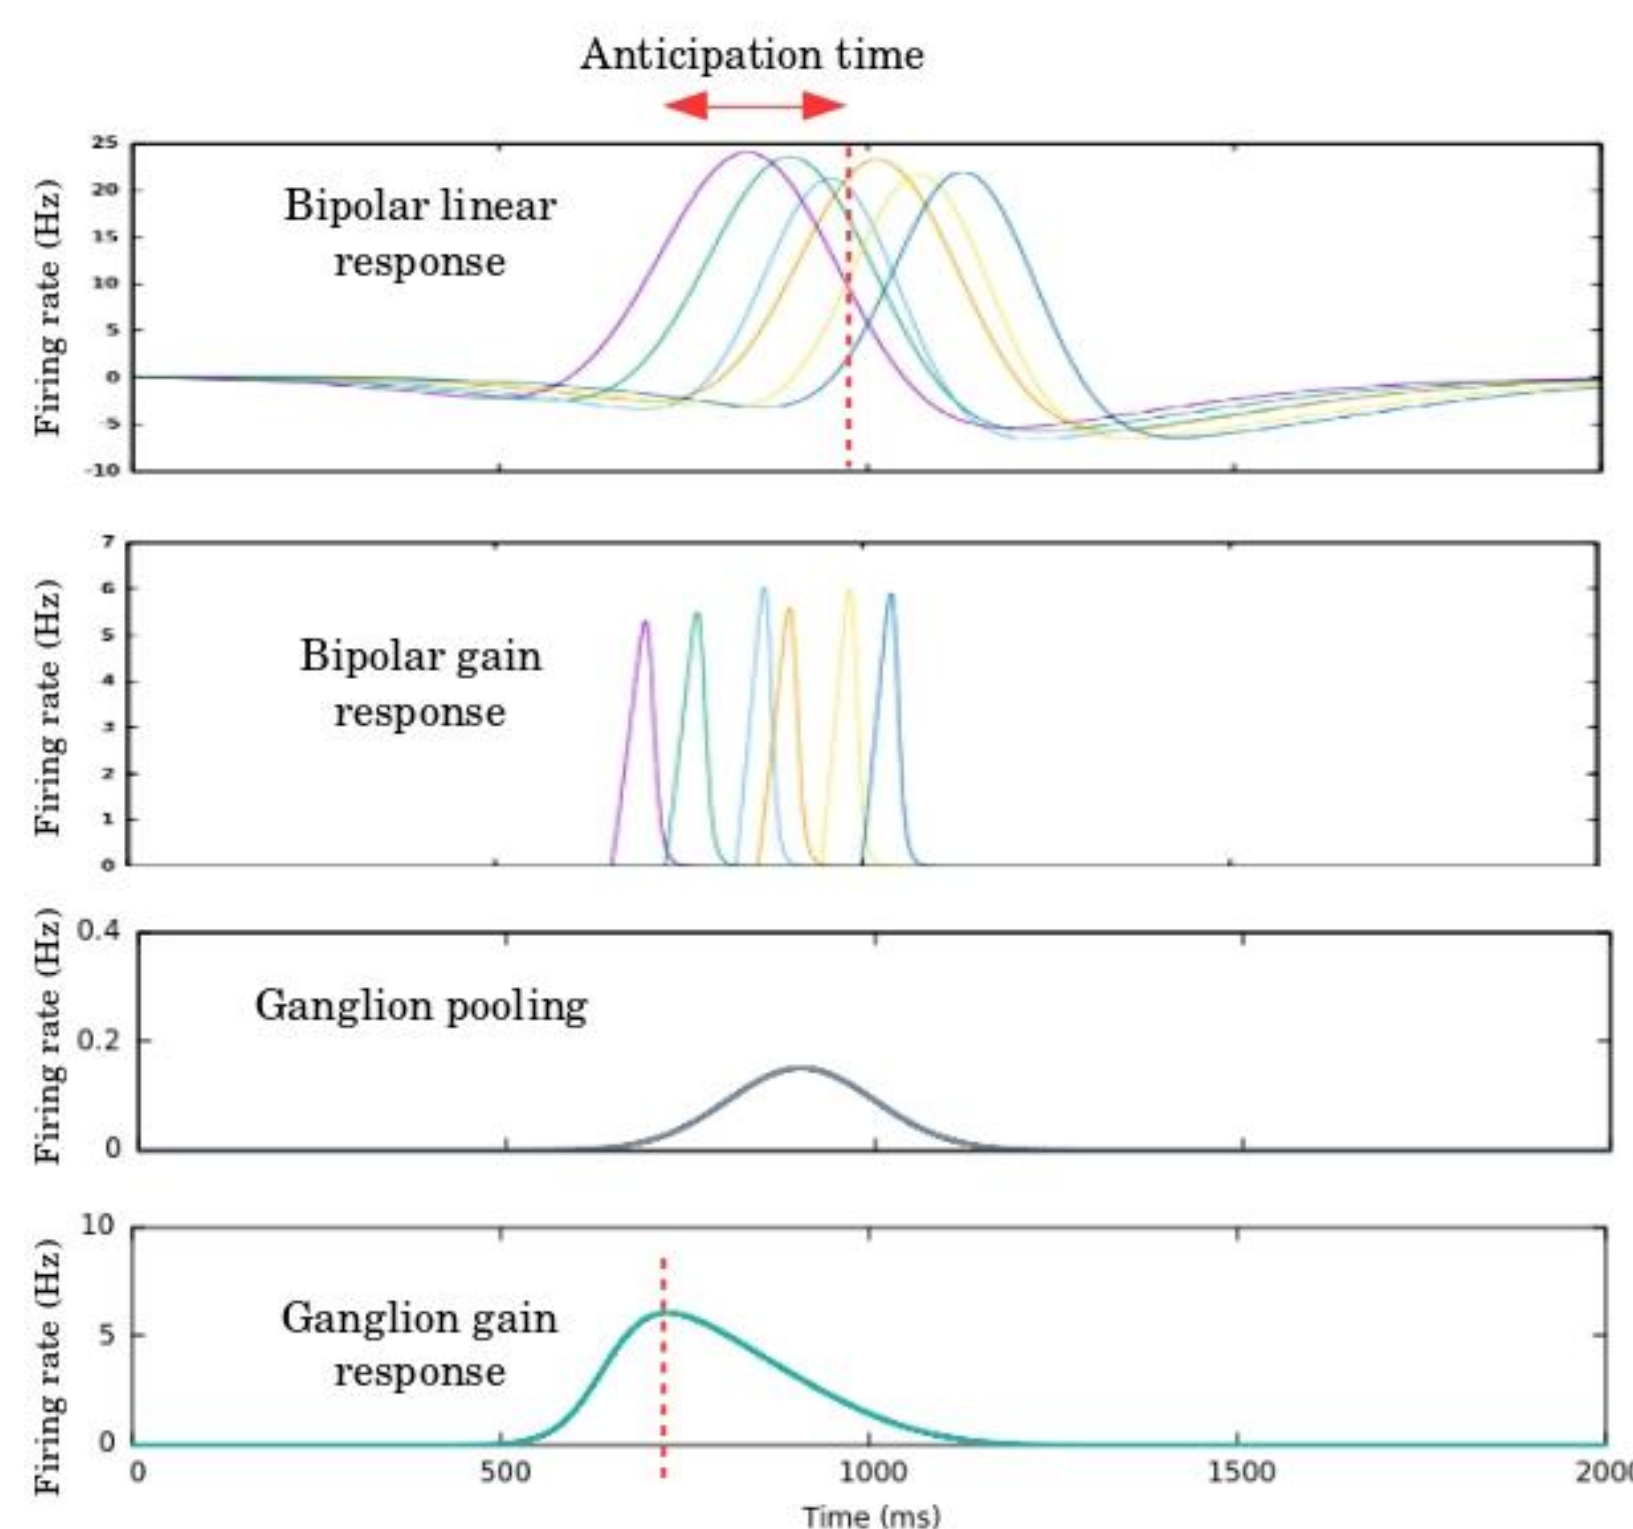 Anticipation time
Firing rate (Hz)
25
20
15
10
5
0
-5
-10
Bipolar linear
response
Firing rate (Hz)
7
6
5
4
3
2
1
0
Bipolar gain
response
Firing rate (Hz)
0.4
0.2
0
Ganglion pooling
Firing rate (Hz)
10
5
0
Ganglion gain
response
0 500 1000 1500 2000
Time (ms)